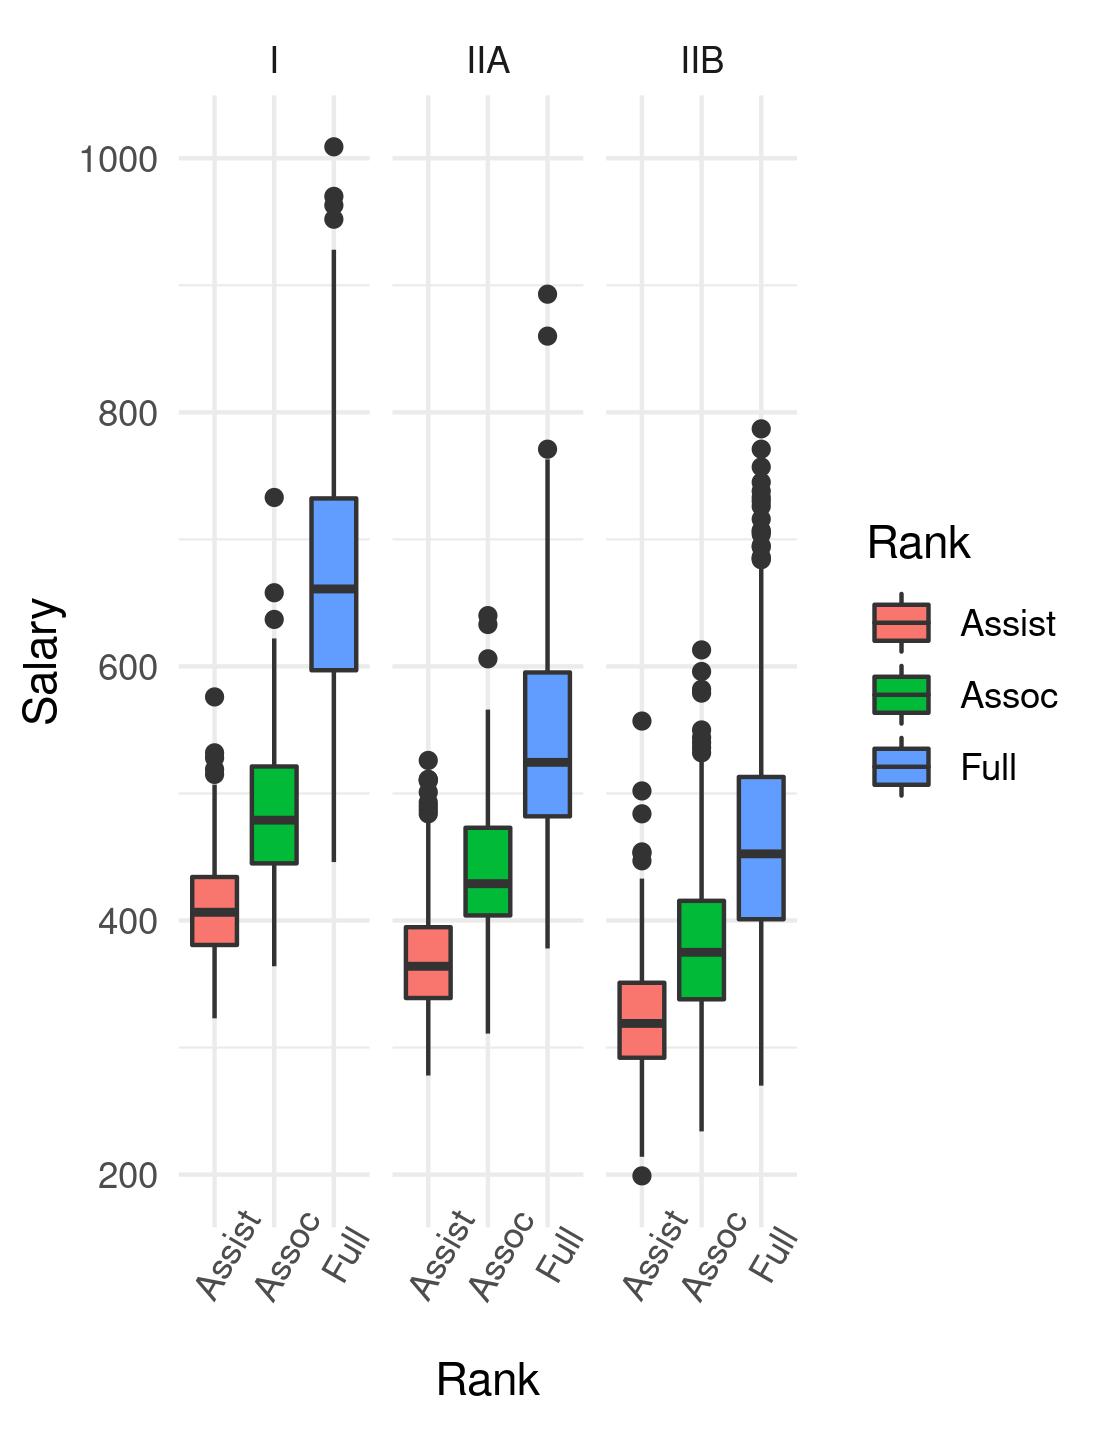 I IIA IIB
1000
800
600
400
200
Salary
Assist Assoc Full Assist Assoc Full Assist Assoc Full
Rank
Rank
Assist
Assoc
Full